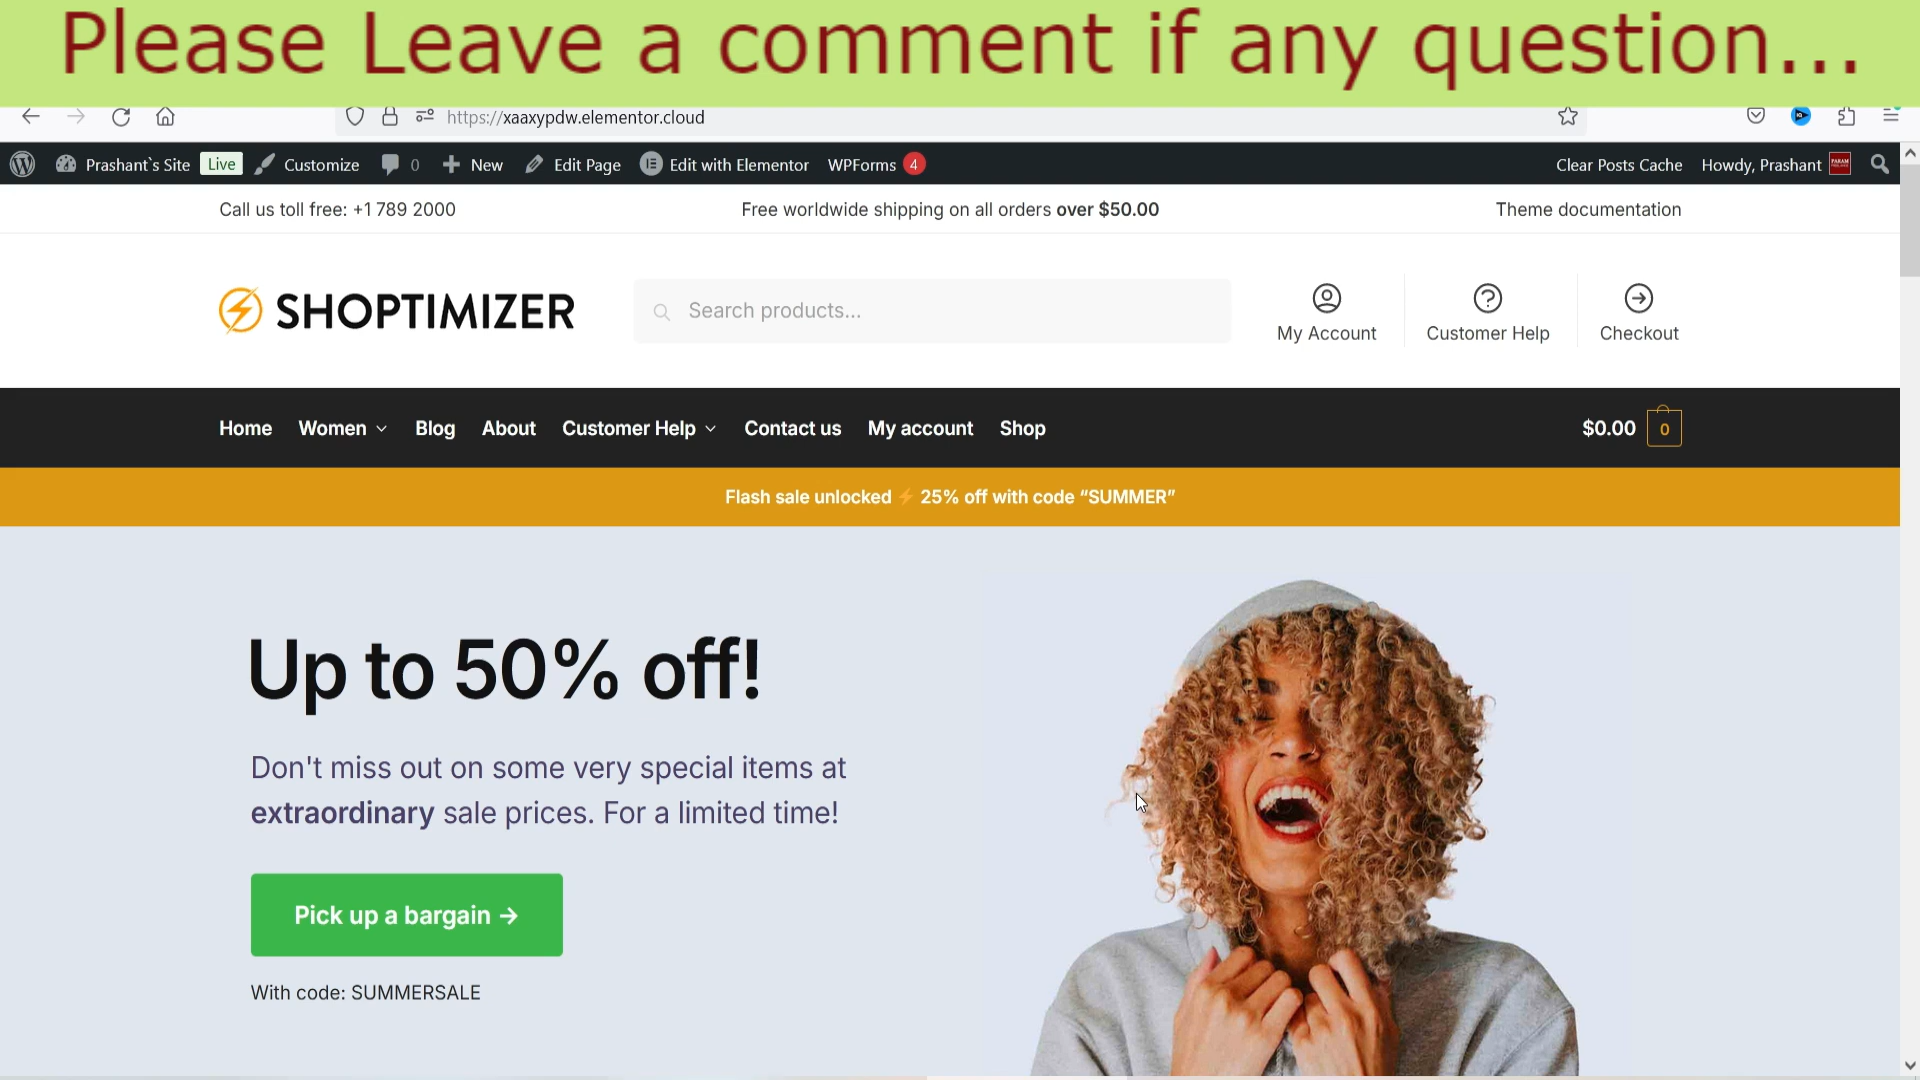 Please Leave a comment if any question...
https://xaaxypdw.elementor.cloud
Prashant`s Site Live Customize 0 New Edit Page Edit with Elementor WPForms 4 Clear Posts Cache Howdy, Prashant
Call us toll free: +1 789 2000 Free worldwide shipping on all orders over $50.00 Theme documentation
SHOPTIMIZER Search products... My Account Customer Help Checkout
Home Women Blog About Customer Help Contact us My account Shop $0.00 0
Flash sale unlocked ⚡ 25% off with code “SUMMER”
Up to 50% off!
Don't miss out on some very special items at
extraordinary sale prices. For a limited time!
Pick up a bargain →
With code: SUMMERSALE